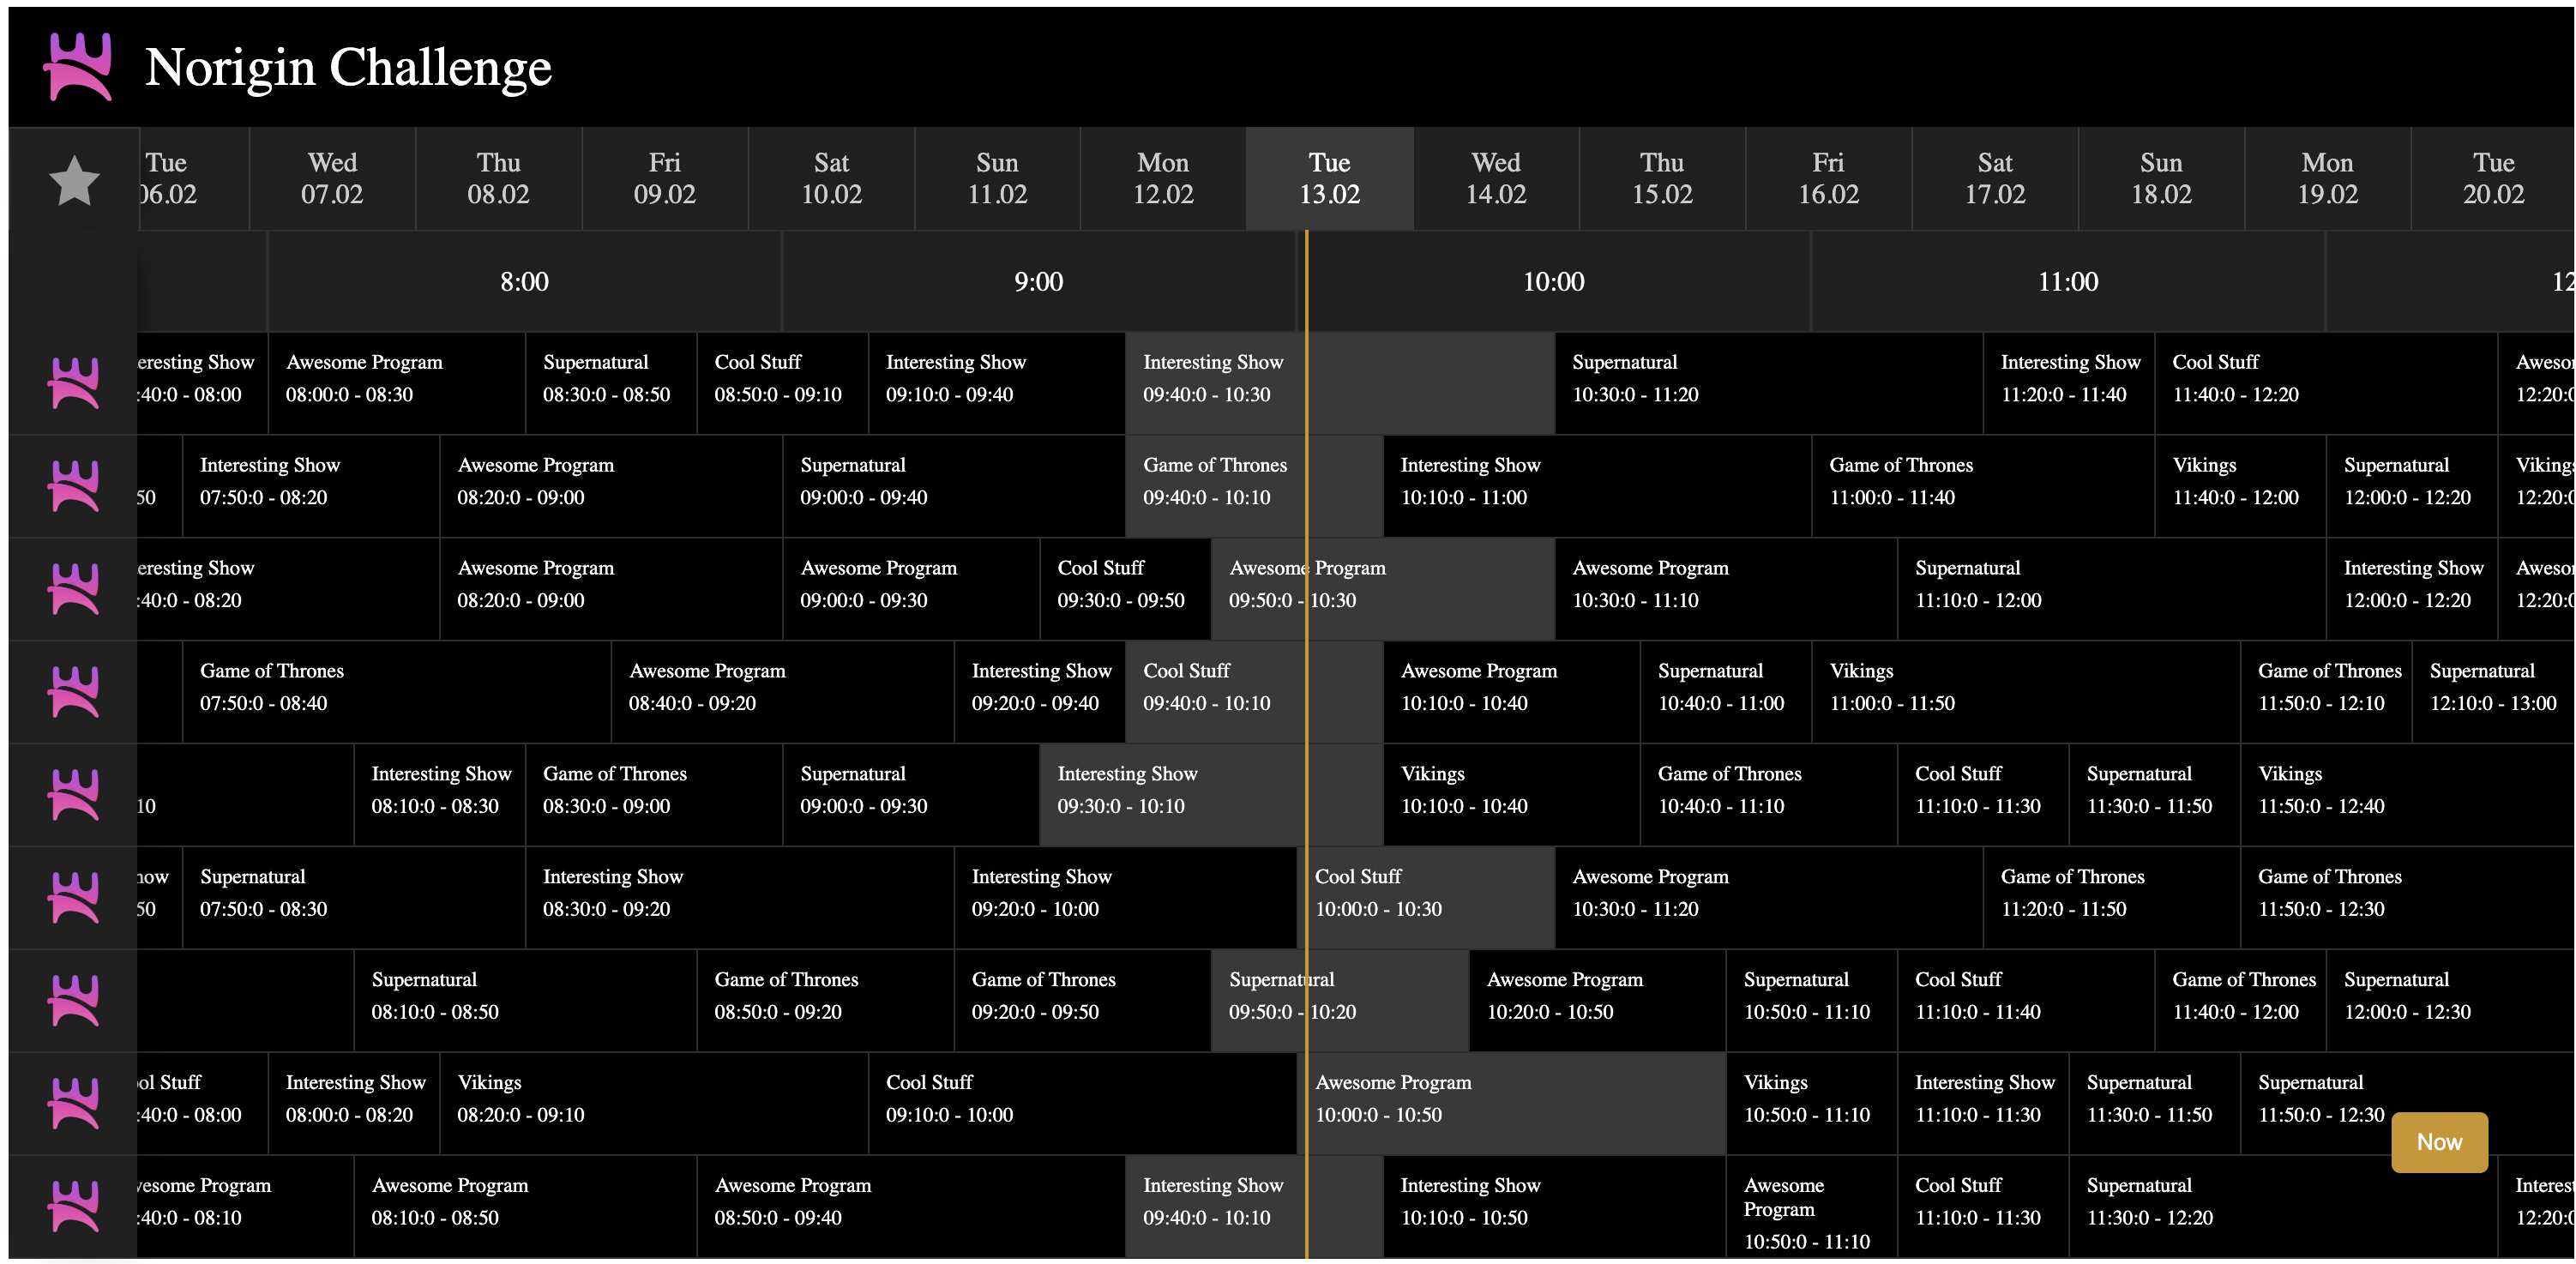 Norigin Challenge
Tue Wed Thu Fri Sat Sun Mon Tue Wed Thu Fri Sat Sun Mon Tue
06.02 07.02 08.02 09.02 10.02 11.02 12.02 13.02 14.02 15.02 16.02 17.02 18.02 19.02 20.02
8:00 9:00 10:00 11:00 12
eresting Show Awesome Program Supernatural Cool Stuff Interesting Show Interesting Show Supernatural Interesting Show Cool Stuff Aweso
:40:0 - 08:00 08:00:0 - 08:30 08:30:0 - 08:50 08:50:0 - 09:10 09:10:0 - 09:40 09:40:0 - 10:30 10:30:0 - 11:20 11:20:0 - 11:40 11:40:0 - 12:20 12:20:0
Interesting Show Awesome Program Supernatural Game of Thrones Interesting Show Game of Thrones Vikings Supernatural Vikings
50 07:50:0 - 08:20 08:20:0 - 09:00 09:00:0 - 09:40 09:40:0 - 10:10 10:10:0 - 11:00 11:00:0 - 11:40 11:40:0 - 12:00 12:00:0 - 12:20 12:20:0
eresting Show Awesome Program Awesome Program Cool Stuff Awesome Program Awesome Program Supernatural Interesting Show Aweso
:40:0 - 08:20 08:20:0 - 09:00 09:00:0 - 09:30 09:30:0 - 09:50 09:50:0 - 10:30 10:30:0 - 11:10 11:10:0 - 12:00 12:00:0 - 12:20 12:20:0
Game of Thrones Awesome Program Interesting Show Cool Stuff Awesome Program Supernatural Vikings Game of Thrones Supernatural
07:50:0 - 08:40 08:40:0 - 09:20 09:20:0 - 09:40 09:40:0 - 10:10 10:10:0 - 10:40 10:40:0 - 11:00 11:00:0 - 11:50 11:50:0 - 12:10 12:10:0 - 13:00
Interesting Show Game of Thrones Supernatural Interesting Show Vikings Game of Thrones Cool Stuff Supernatural Vikings
10 08:10:0 - 08:30 08:30:0 - 09:00 09:00:0 - 09:30 09:30:0 - 10:10 10:10:0 - 10:40 10:40:0 - 11:10 11:10:0 - 11:30 11:30:0 - 11:50 11:50:0 - 12:40
how Supernatural Interesting Show Interesting Show Cool Stuff Awesome Program Game of Thrones Game of Thrones
50 07:50:0 - 08:30 08:30:0 - 09:20 09:20:0 - 10:00 10:00:0 - 10:30 10:30:0 - 11:20 11:20:0 - 11:50 11:50:0 - 12:30
Supernatural Game of Thrones Game of Thrones Supernatural Awesome Program Supernatural Cool Stuff Game of Thrones Supernatural
08:10:0 - 08:50 08:50:0 - 09:20 09:20:0 - 09:50 09:50:0 - 10:20 10:20:0 - 10:50 10:50:0 - 11:10 11:10:0 - 11:40 11:40:0 - 12:00 12:00:0 - 12:30
ol Stuff Interesting Show Vikings Cool Stuff Awesome Program Vikings Interesting Show Supernatural Supernatural
:40:0 - 08:00 08:00:0 - 08:20 08:20:0 - 09:10 09:10:0 - 10:00 10:00:0 - 10:50 10:50:0 - 11:10 11:10:0 - 11:30 11:30:0 - 11:50 11:50:0 - 12:30
Now
wesome Program Awesome Program Awesome Program Interesting Show Interesting Show Awesome Program Cool Stuff Supernatural Interest
:40:0 - 08:10 08:10:0 - 08:50 08:50:0 - 09:40 09:40:0 - 10:10 10:10:0 - 10:50 10:50:0 - 11:10 11:10:0 - 11:30 11:30:0 - 12:20 12:20:0